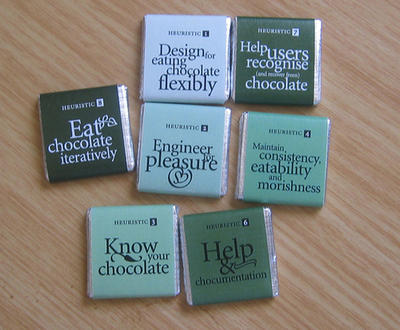 HEURISTIC 1
Design for
eating
chocolate
flexibly
HEURISTIC 7
Help users
recognise
(and recover from)
chocolate
HEURISTIC 8
Eat
chocolate
iteratively
HEURISTIC 2
Engineer
for
pleasure
HEURISTIC 4
Maintain
consistency,
eatability
and
morishness
HEURISTIC 3
Know
your
chocolate
HEURISTIC 6
Help
&
chocumentation